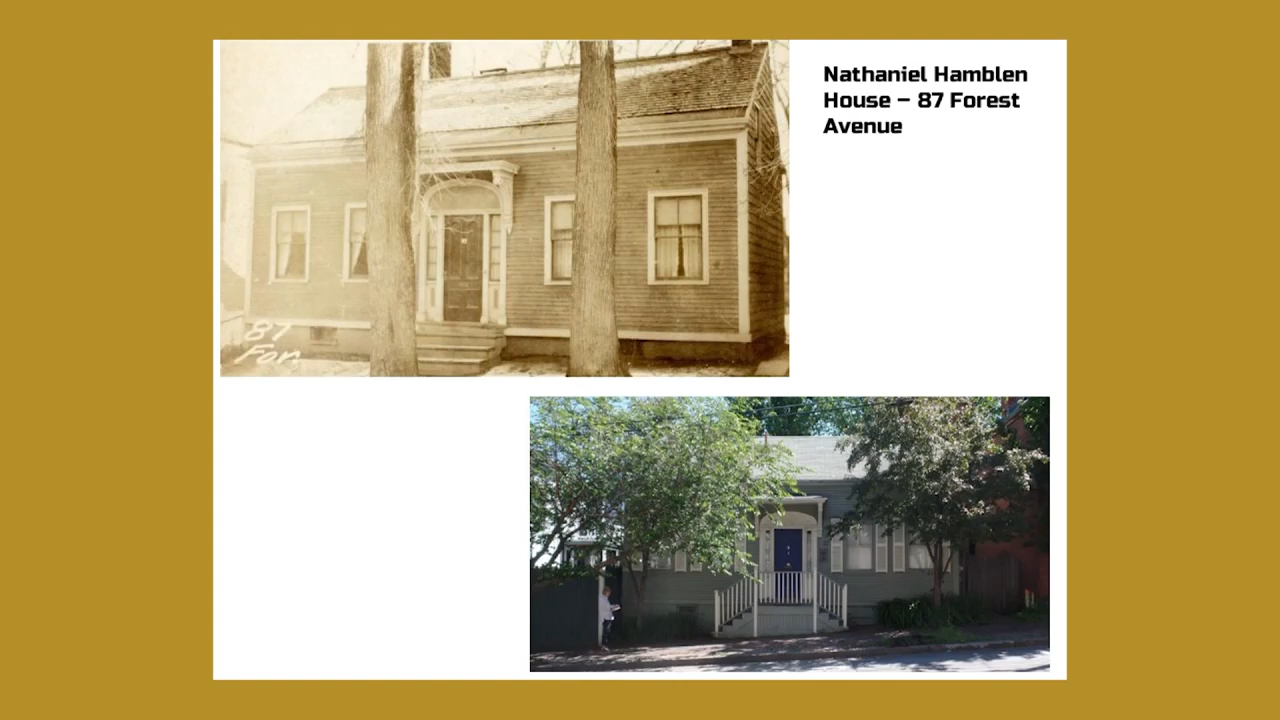 Nathaniel Hamblen
House – 87 Forest
Avenue
87
For.